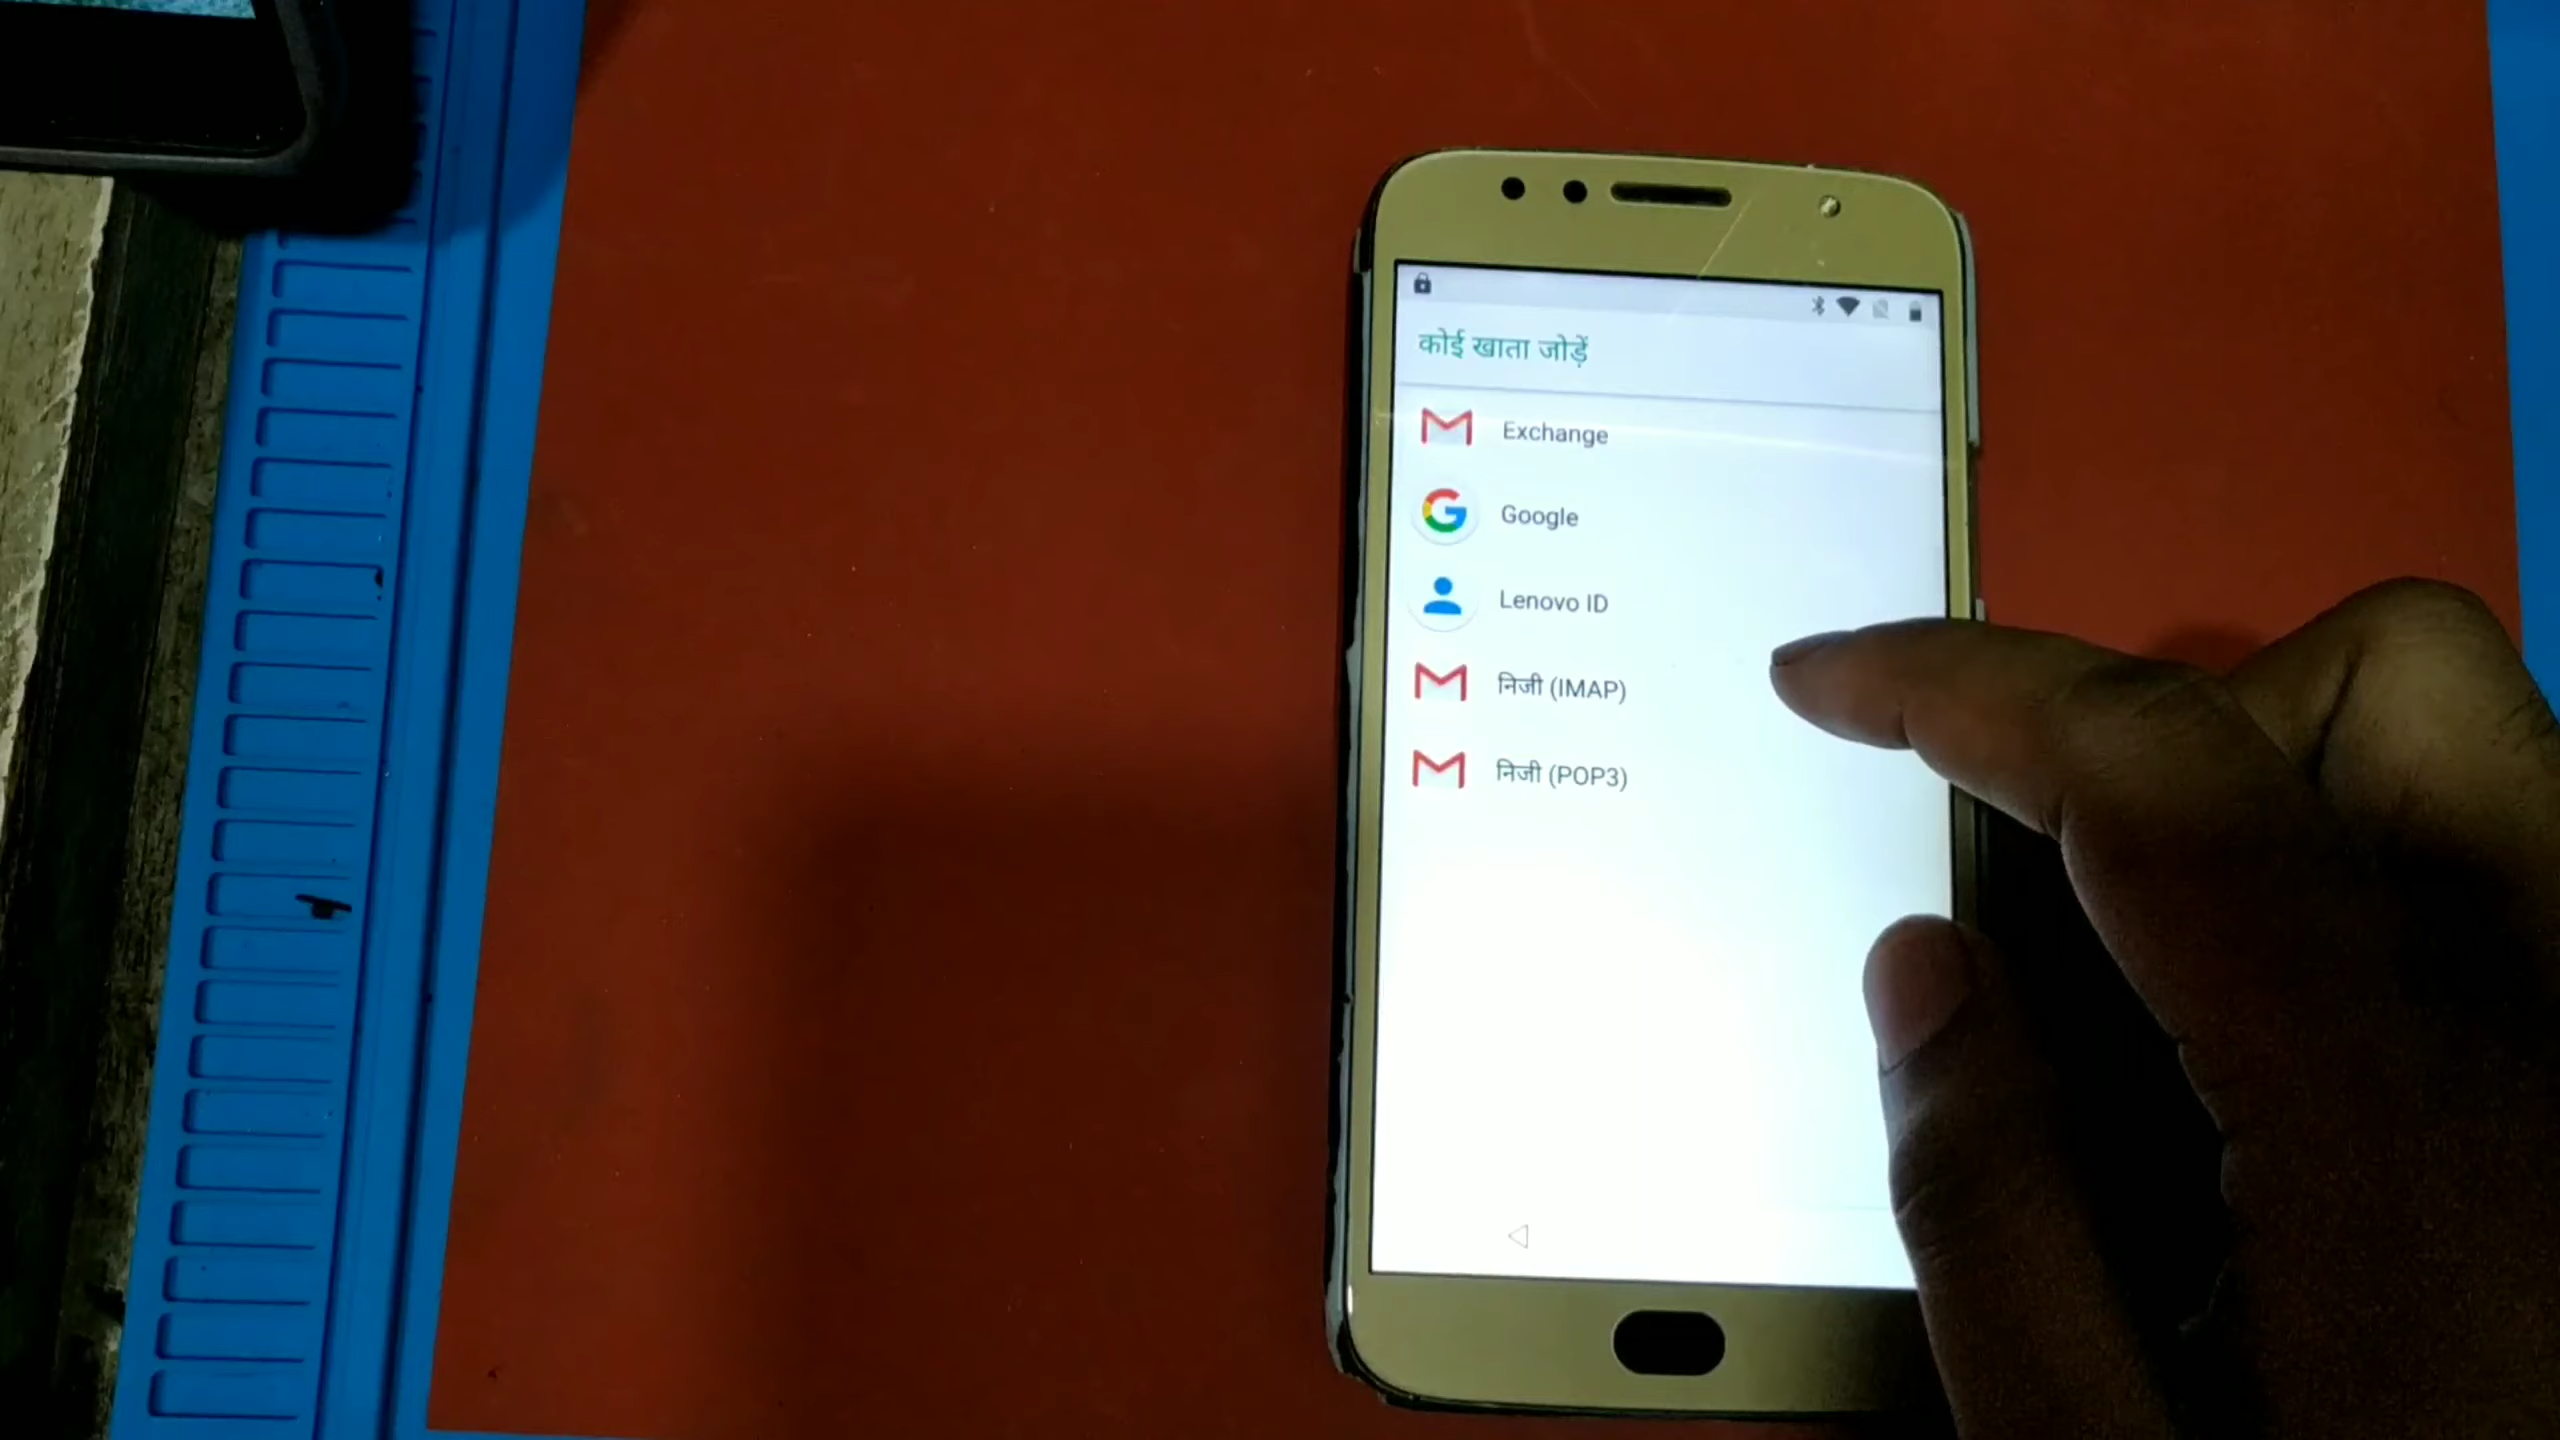 कोई खाता जोड़ें
Exchange
Google
Lenovo ID
निजी (IMAP)
निजी (POP3)